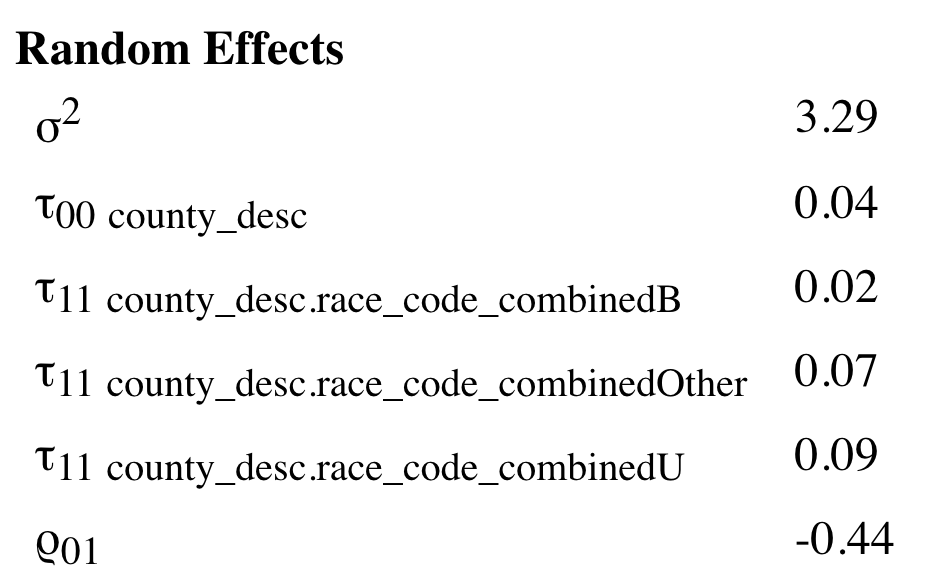 Random Effects
σ² 3.29
τ00 county_desc 0.04
τ11 county_desc.race_code_combinedB 0.02
τ11 county_desc.race_code_combinedOther 0.07
τ11 county_desc.race_code_combinedU 0.09
ϱ01 -0.44